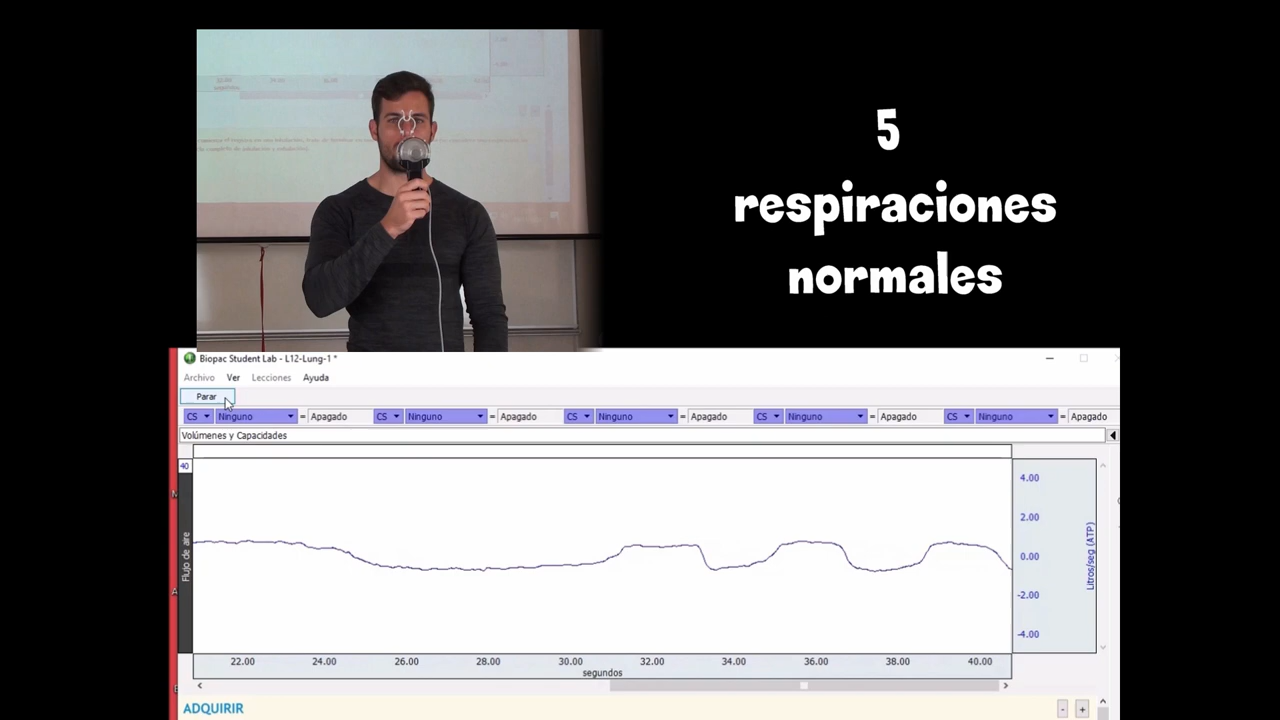 5
respiraciones
normales
Biopac Student Lab - L12-Lung-1 *
Archivo Ver Lecciones Ayuda
Parar
CS Ninguno = Apagado CS Ninguno = Apagado CS Ninguno = Apagado CS Ninguno = Apagado CS Ninguno = Apagado
Volúmenes y Capacidades
40
Flujo de aire
4.00
2.00
0.00
-2.00
-4.00
Litros/seg (ATP)
22.00 24.00 26.00 28.00 30.00 32.00 34.00 36.00 38.00 40.00
segundos
ADQUIRIR